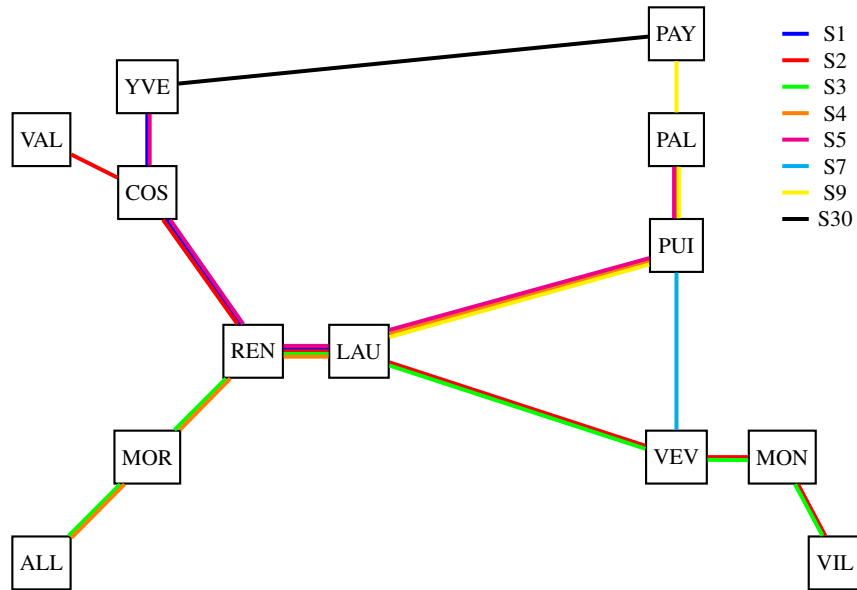 PAY
S1
S2
YVE
S3
S4
VAL
PAL
S5
S7
COS
S9
S30
PUI
REN
LAU
MOR
VEV
MON
ALL
VIL